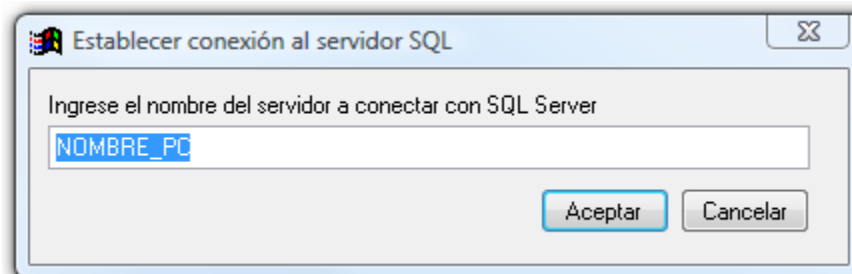 Establecer conexión al servidor SQL
Ingrese el nombre del servidor a conectar con SQL Server
NOMBRE_PC
Aceptar Cancelar